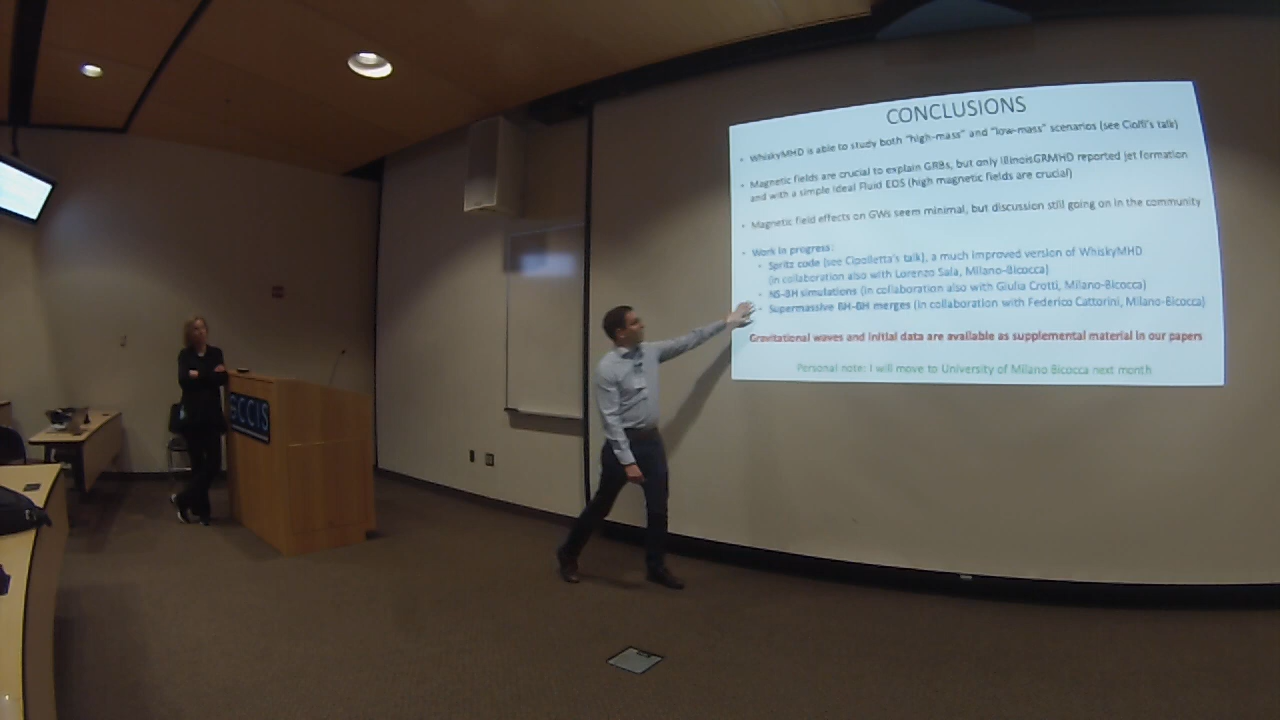 CONCLUSIONS
• WhiskyMHD is able to study both "high-mass" and "low-mass" scenarios (see Ciolfi's talk)
• Magnetic fields are crucial to explain GRBs, but only IllinoisGRMHD reported jet formation
and with a simple Ideal Fluid EOS (high magnetic fields are crucial)
• Magnetic field effects on GWs seem minimal, but discussion still going on in the community
• Work in progress:
• Spritz code (see Cipolletta's talk), a much improved version of WhiskyMHD
(in collaboration also with Lorenzo Sala, Milano-Bicocca)
• NS-BH simulations (in collaboration also with Giulia Crotti, Milano-Bicocca)
• Supermassive BH-BH merges (in collaboration with Federico Cattorini, Milano-Bicocca)
Gravitational waves and initial data are available as supplemental material in our papers
Personal note: I will move to University of Milano Bicocca next month
GCCIS